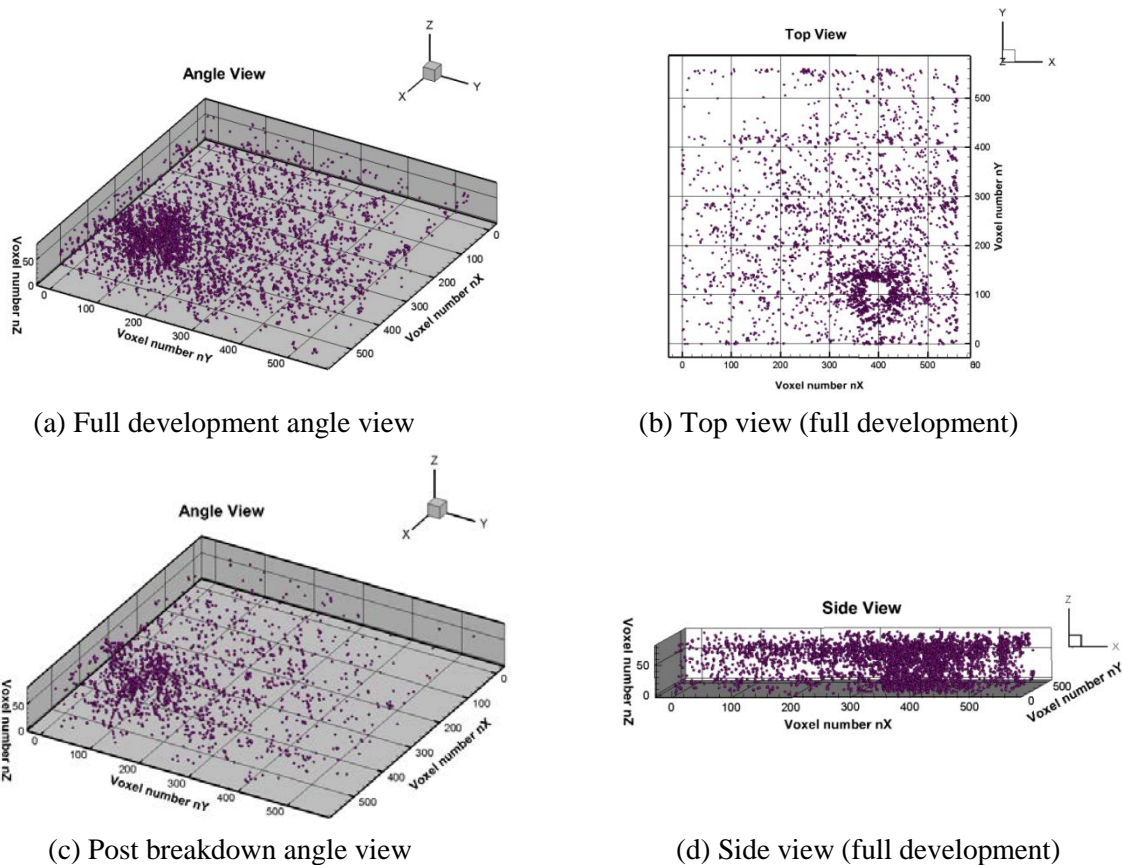 Angle View
Z
X
Y
Voxel number nZ
50
0
0
100
200
300
400
500
Voxel number nY
0
100
200
300
400
500
Voxel number nX
(a) Full development angle view
Top View
Y
Z
X
500
400
300
200
100
0
Voxel number nY
0
100
200
300
400
500
60
Voxel number nX
(b) Top view (full development)
Angle View
Z
X
Y
Voxel number nZ
50
0
0
100
200
300
400
500
Voxel number nY
0
100
200
300
400
500
Voxel number nX
(c) Post breakdown angle view
Side View
Z
X
Voxel number nZ
50
0
0
100
200
300
400
500
Voxel number nX
0
500
Voxel number nY
(d) Side view (full development)